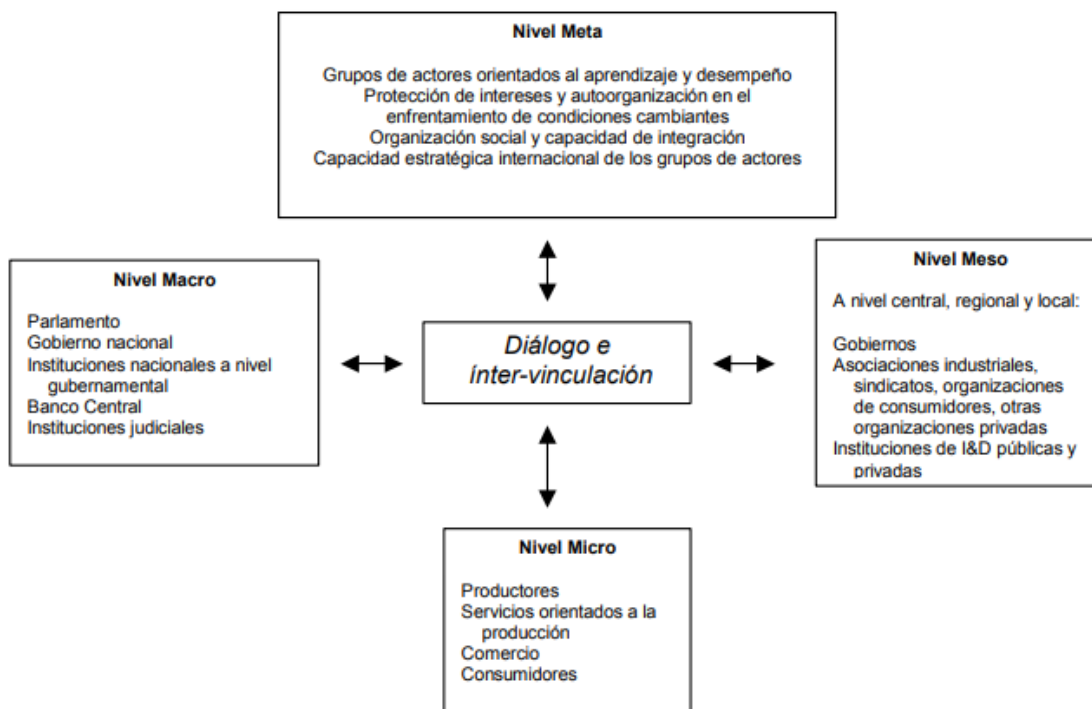 Nivel Meta
Grupos de actores orientados al aprendizaje y desempeño
Protección de intereses y autoorganización en el
enfrentamiento de condiciones cambiantes
Organización social y capacidad de integración
Capacidad estratégica internacional de los grupos de actores
Nivel Macro
Parlamento
Gobierno nacional
Instituciones nacionales a nivel
gubernamental
Banco Central
Instituciones judiciales
Diálogo e
ínter-vinculación
Nivel Meso
A nivel central, regional y local:
Gobiernos
Asociaciones industriales,
sindicatos, organizaciones
de consumidores, otras
organizaciones privadas
Instituciones de I&D públicas y
privadas
Nivel Micro
Productores
Servicios orientados a la
producción
Comercio
Consumidores